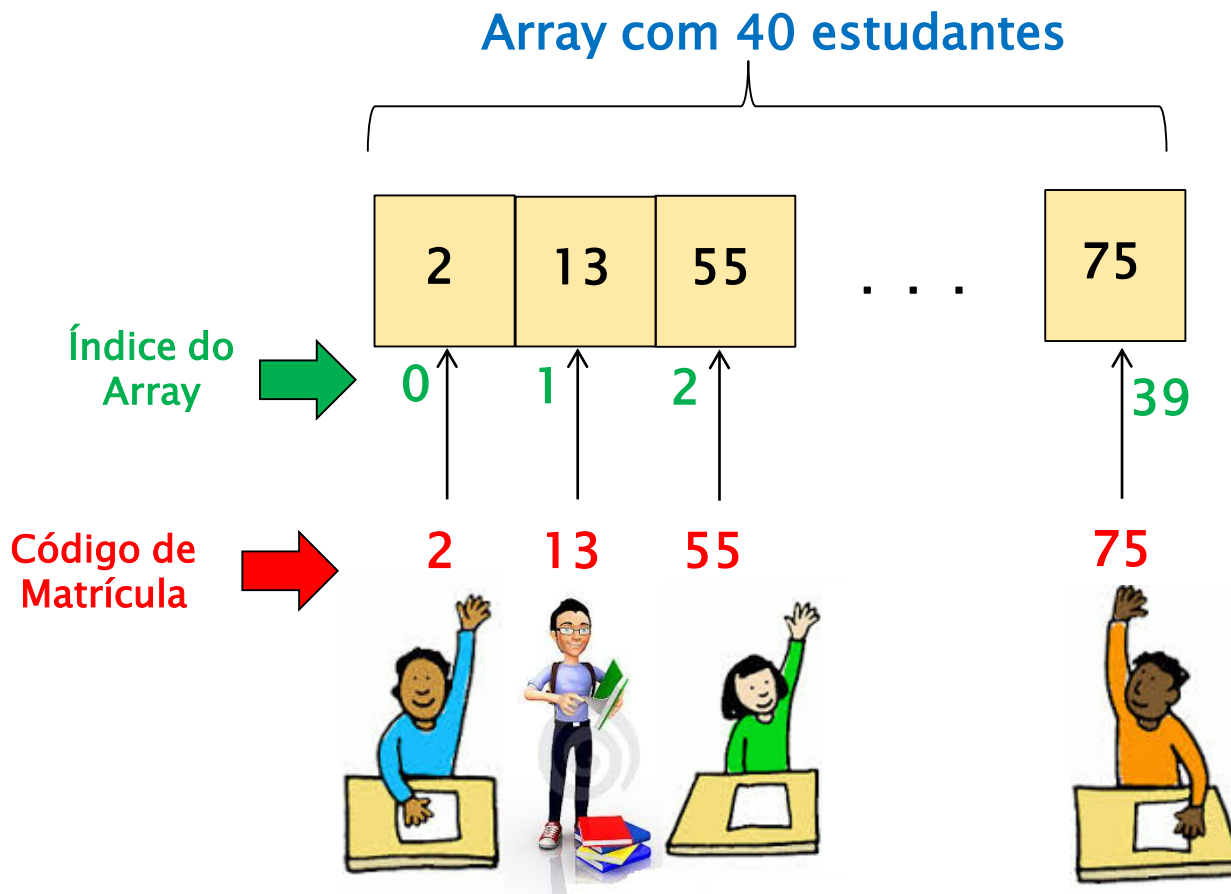 Array com 40 estudantes
2 13 55 . . . 75
Índice do
Array
0 1 2 39
Código de
Matrícula
2 13 55 75